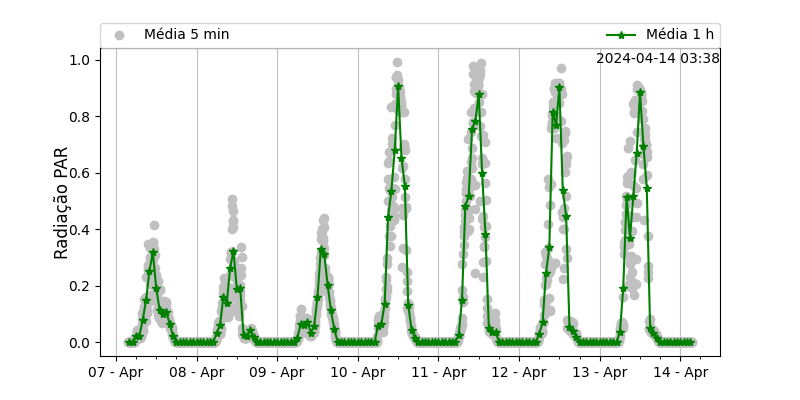 Média 5 min
Média 1 h
2024-04-14 03:38
1.0
0.8
0.6
0.4
0.2
0.0
Radiação PAR
07 - Apr
08 - Apr
09 - Apr
10 - Apr
11 - Apr
12 - Apr
13 - Apr
14 - Apr